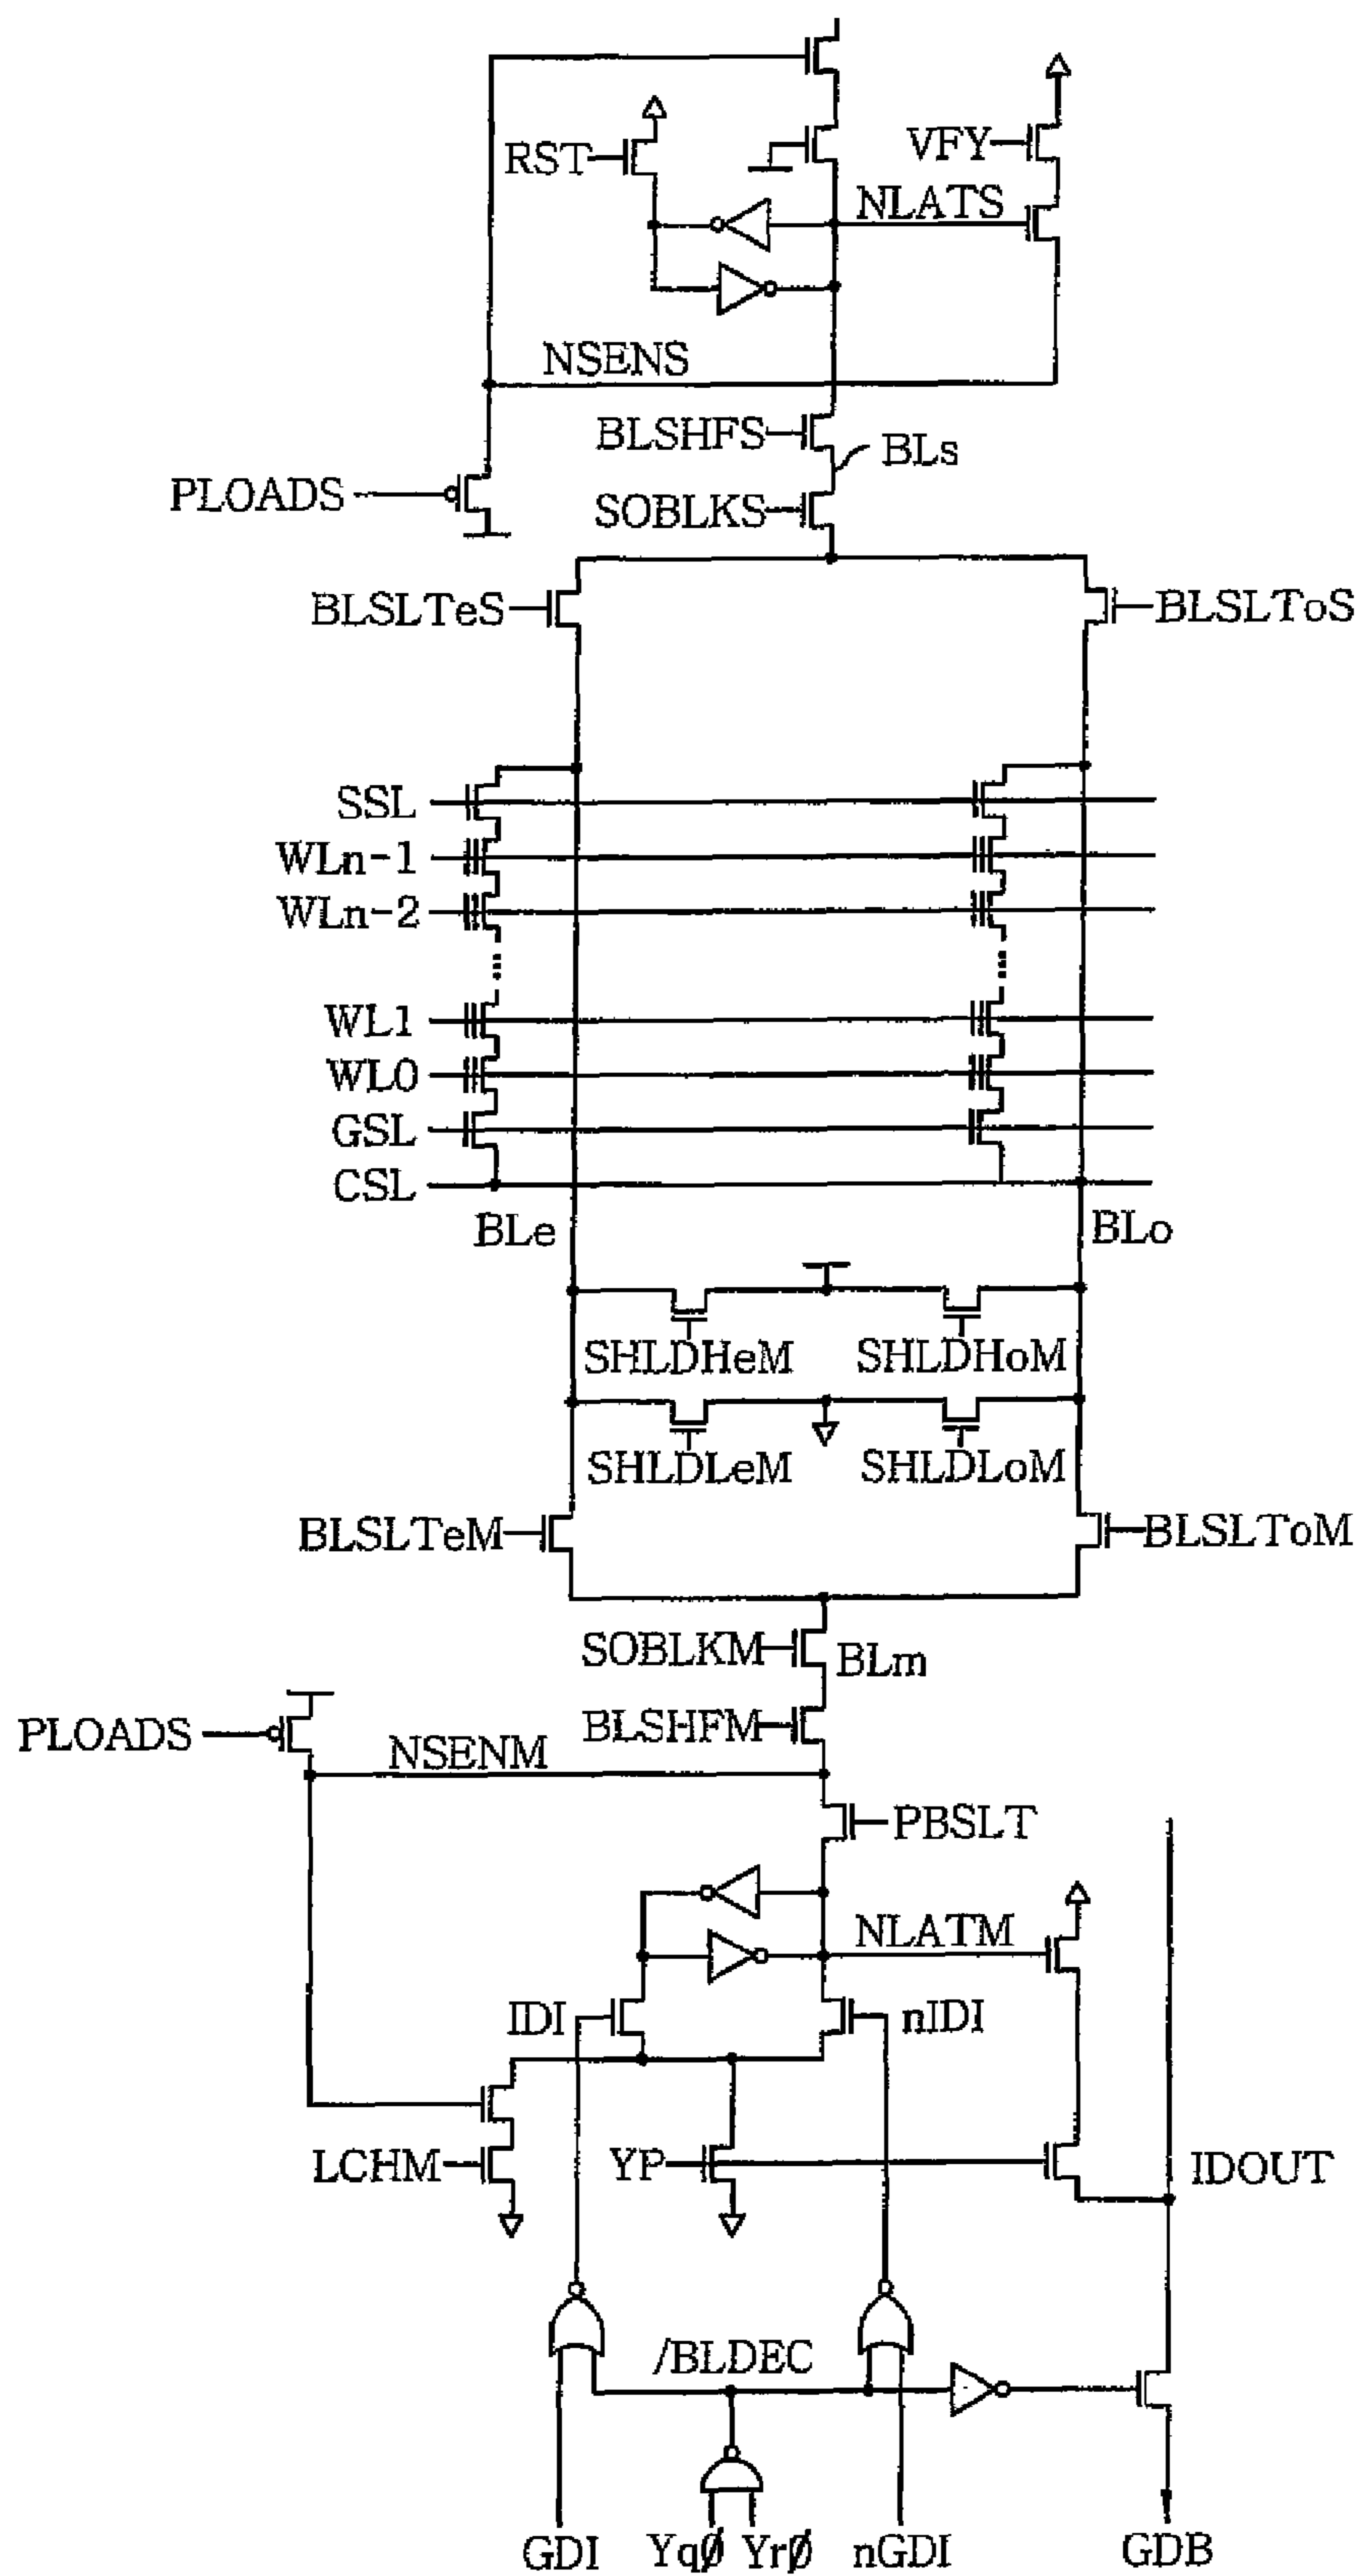 RST
VFY
NLATS
NSENS
BLSHFS
BLs
PLOADS
SOBLKS
BLSLTeS
BLSLToS
SSL
WLn-1
WLn-2
WL1
WL0
GSL
CSL
BLe
BLo
SHLDHeM
SHLDHoM
SHLDLeM
SHLDLoM
BLSLTeM
BLSLToM
SOBLKM
BLm
PLOADS
BLSHFM
NSENM
PBSLT
NLATM
IDI
nIDI
LCHM
YP
IDOUT
/BLDEC
GDI
Yq0̸
Yr0̸
nGDI
GDB